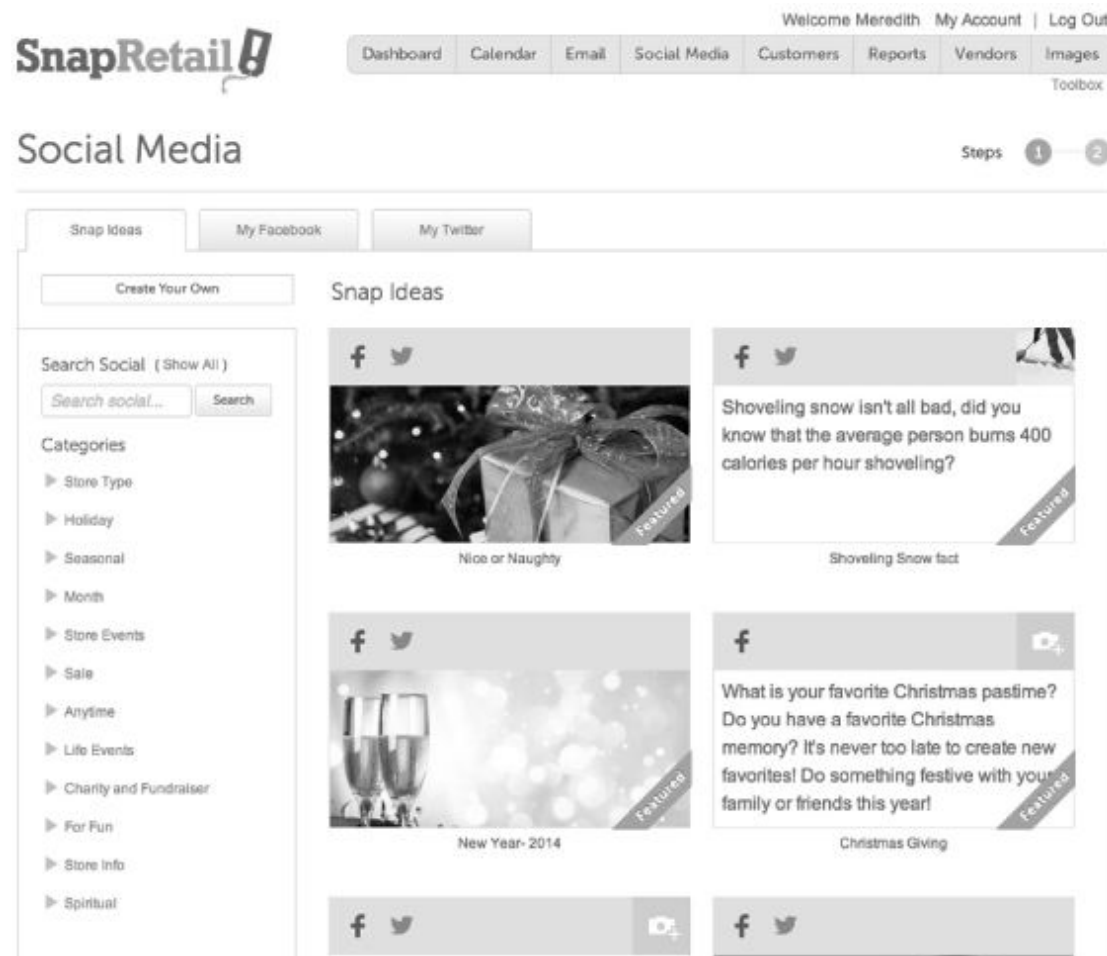 Welcome Meredith My Account | Log Out
SnapRetail
Dashboard Calendar Email Social Media Customers Reports Vendors Images
Toolbox
Social Media
Steps 1 2
Snap Ideas My Facebook My Twitter
Create Your Own
Search Social ( Show All )
Search social... Search
Categories
Store Type
Holiday
Seasonal
Month
Store Events
Sale
Anytime
Life Events
Charity and Fundraiser
For Fun
Store Info
Spiritual
Snap Ideas
Featured
Nice or Naughty
Shoveling snow isn't all bad, did you
know that the average person burns 400
calories per hour shoveling?
Featured
Shoveling Snow fact
Featured
New Year- 2014
What is your favorite Christmas pastime?
Do you have a favorite Christmas
memory? It's never too late to create new
favorites! Do something festive with your
family or friends this year!
Featured
Christmas Giving